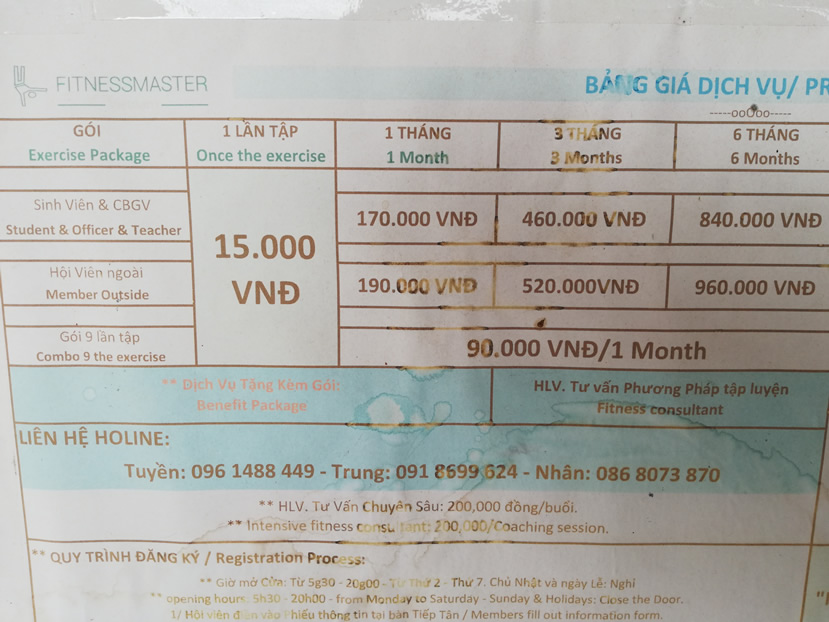 FITNESSMASTER
BẢNG GIÁ DỊCH VỤ/ PR
-----ooOoo----
GÓI
Exercise Package
1 LẦN TẬP
Once the exercise
1 THÁNG
1 Month
3 THÁNG
3 Months
6 THÁNG
6 Months
Sinh Viên & CBGV
Student & Officer & Teacher
15.000
VNĐ
170.000 VNĐ
460.000 VNĐ
840.000 VNĐ
Hội Viên ngoài
Member Outside
190.000 VNĐ
520.000VNĐ
960.000 VNĐ
Gói 9 lần tập
Combo 9 the exercise
90.000 VNĐ/1 Month
** Dịch Vụ Tặng Kèm Gói:
Benefit Package
HLV. Tư vấn Phương Pháp tập luyện
Fitness consultant
LIÊN HỆ HOLINE:
Tuyền: 096 1488 449 - Trung: 091 8699 624 - Nhân: 086 8073 870
** HLV. Tư Vấn Chuyên Sâu: 200,000 đồng/buổi.
** Intensive fitness consultant: 200,000/Coaching session.
** QUY TRÌNH ĐĂNG KÝ / Registration Process:
** Giờ mở Cửa: Từ 5g30 - 20g00 - Từ Thứ 2 - Thứ 7. Chủ Nhật và ngày Lễ: Nghỉ
** opening hours: 5h30 - 20h00 - from Monday to Saturday - Sunday & Holidays: Close the Door.
1/ Hội viên điền vào Phiếu thông tin tại bàn Tiếp Tân / Members fill out information form.